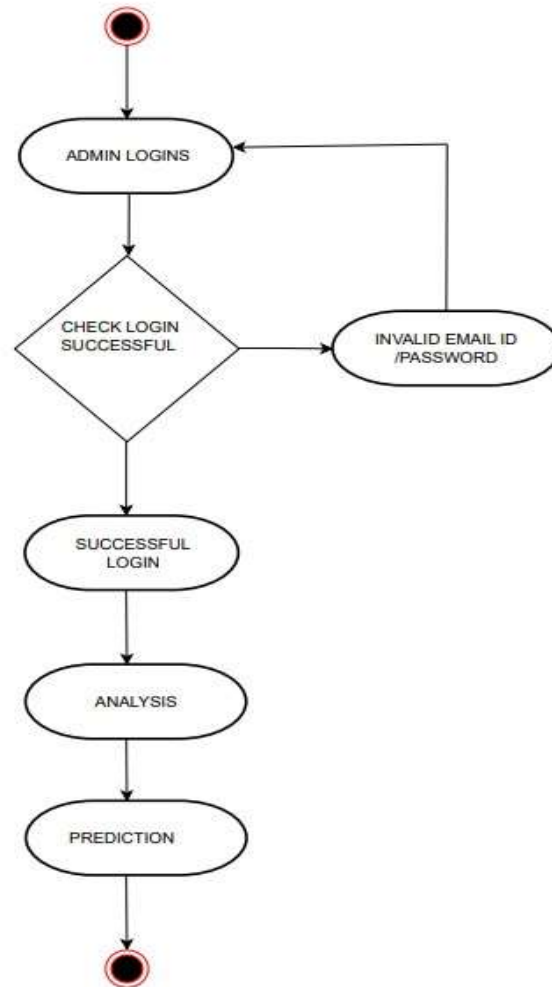 ADMIN LOGINS
CHECK LOGIN
SUCCESSFUL
INVALID EMAIL ID
/PASSWORD
SUCCESSFUL
LOGIN
ANALYSIS
PREDICTION